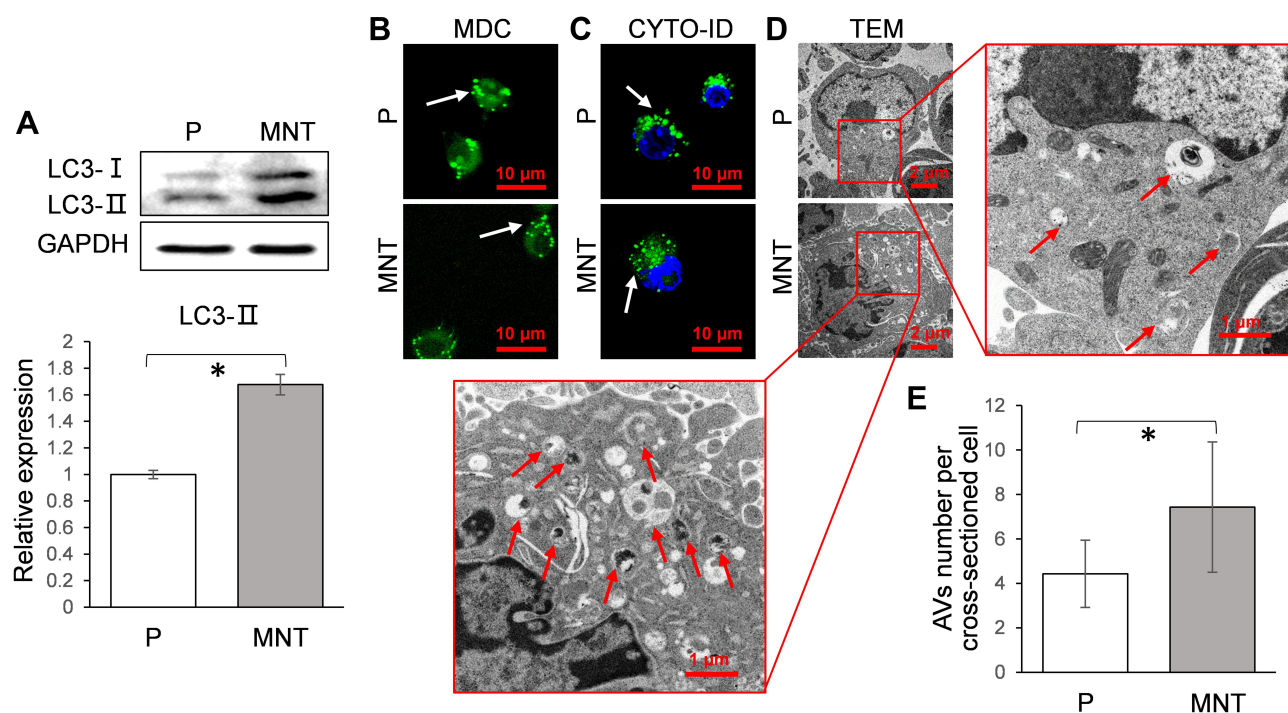 A
P MNT
LC3-Ⅰ
LC3-Ⅱ
GAPDH
LC3-Ⅱ
Relative expression
2
1.8
1.6
1.4
1.2
1
0.8
0.6
0.4
0.2
0
*
P MNT
B MDC
P
10 μm
MNT
10 μm
C CYTO-ID
P
10 μm
MNT
10 μm
D TEM
P
2 μm
MNT
2 μm
1 μm
1 μm
E
AVs number per
cross-sectioned cell
12
10
8
6
4
2
0
*
P MNT